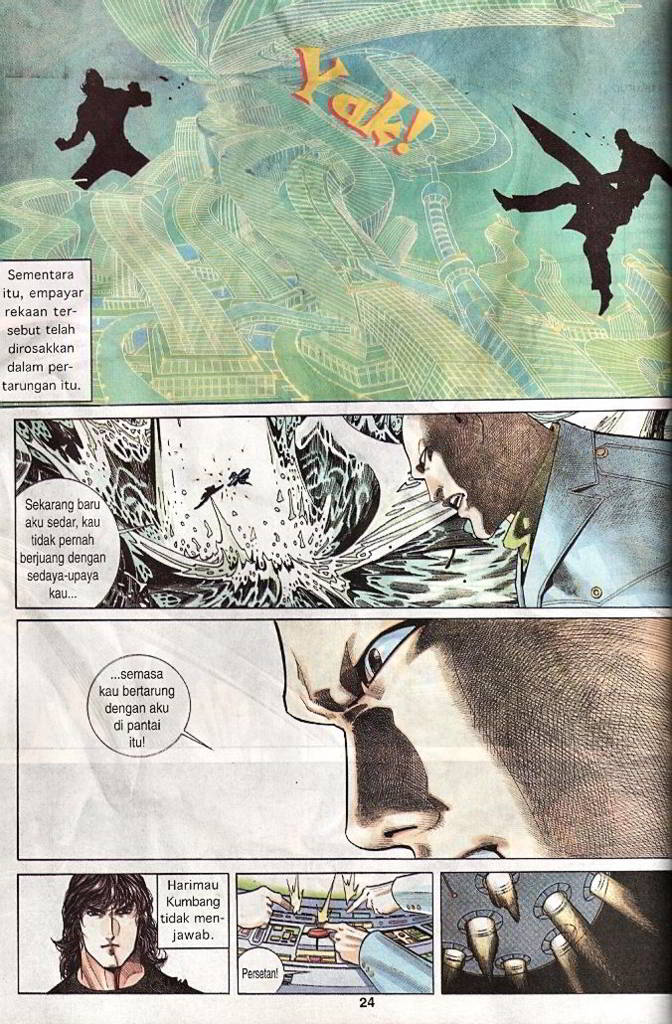 Yak!
Sementara
itu, empayar
rekaan ter-
sebut telah
dirosakkan
dalam per-
tarungan itu.
Sekarang baru
aku sedar, kau
tidak pernah
berjuang dengan
sedaya-upaya
kau...
...semasa
kau bertarung
dengan aku
di pantai
itu!
Harimau
Kumbang
tidak men-
jawab.
Persetan!
24